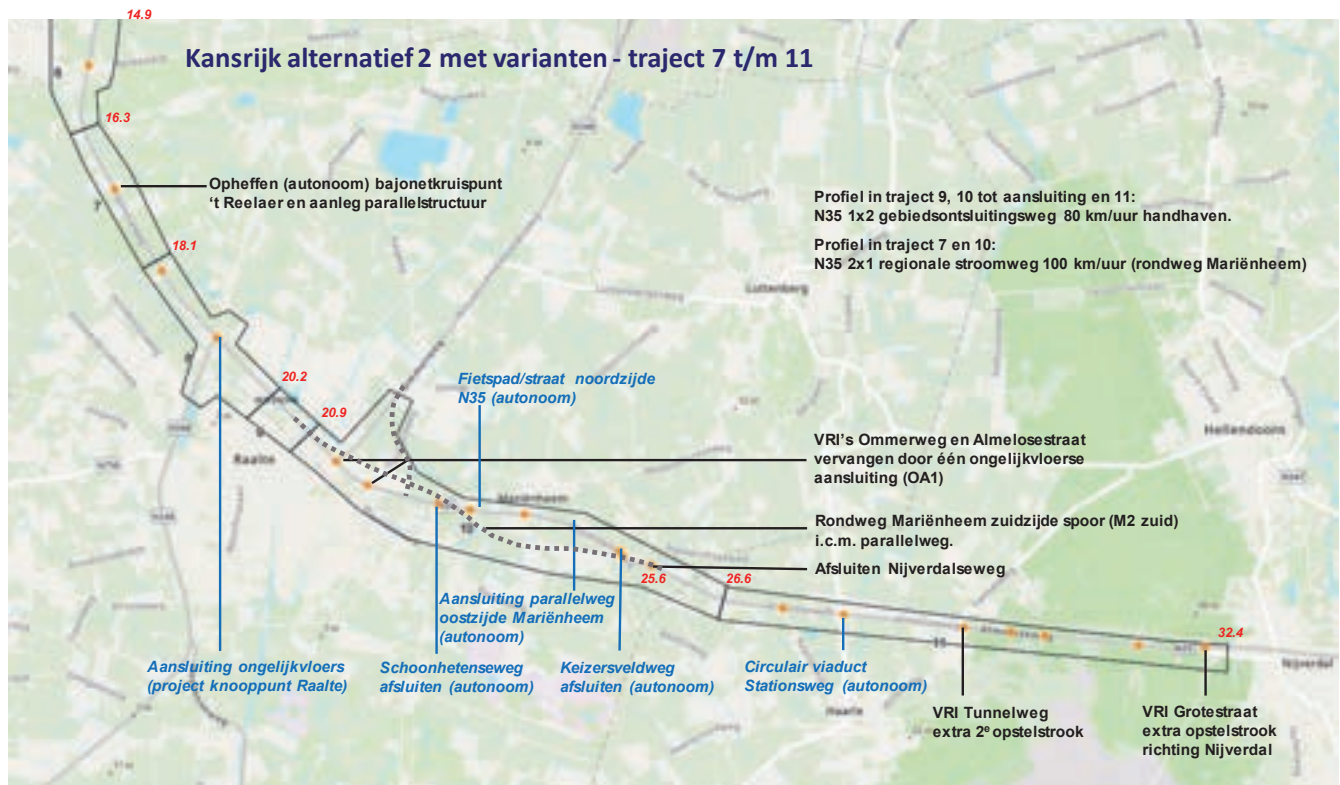 14.9
Kansrijk alternatief 2 met varianten - traject 7 t/m 11
16.3
Opheffen (autonoom) bajonetkruispunt
‘t Reelaer en aanleg parallelstructuur
Profiel in traject 9, 10 tot aansluiting en 11:
N35 1x2 gebiedsontsluitingsweg 80 km/uur handhaven.
Profiel in traject 7 en 10:
N35 2x1 regionale stroomweg 100 km/uur (rondweg Mariënheem)
18.1
Luttenberg
20.2
Fietspad/straat noordzijde
N35 (autonoom)
20.9
Hellendoorn
VRI's Ommerweg en Almelosestraat
vervangen door één ongelijkvloerse
aansluiting (OA1)
Raalte
Mariënheem
10
Rondweg Mariënheem zuidzijde spoor (M2 zuid)
i.c.m. parallelweg.
Afsluiten Nijverdalseweg
25.6
26.6
Aansluiting parallelweg
oostzijde Mariënheem
(autonoom)
32.4
11
Nijverdal
Aansluiting ongelijkvloers
(project knooppunt Raalte)
Schoonhetenseweg
afsluiten (autonoom)
Keizersveldweg
afsluiten (autonoom)
Circulair viaduct
Stationsweg (autonoom)
Haarle
VRI Tunnelweg
extra 2e opstelstrook
VRI Grotestraat
extra opstelstrook
richting Nijverdal